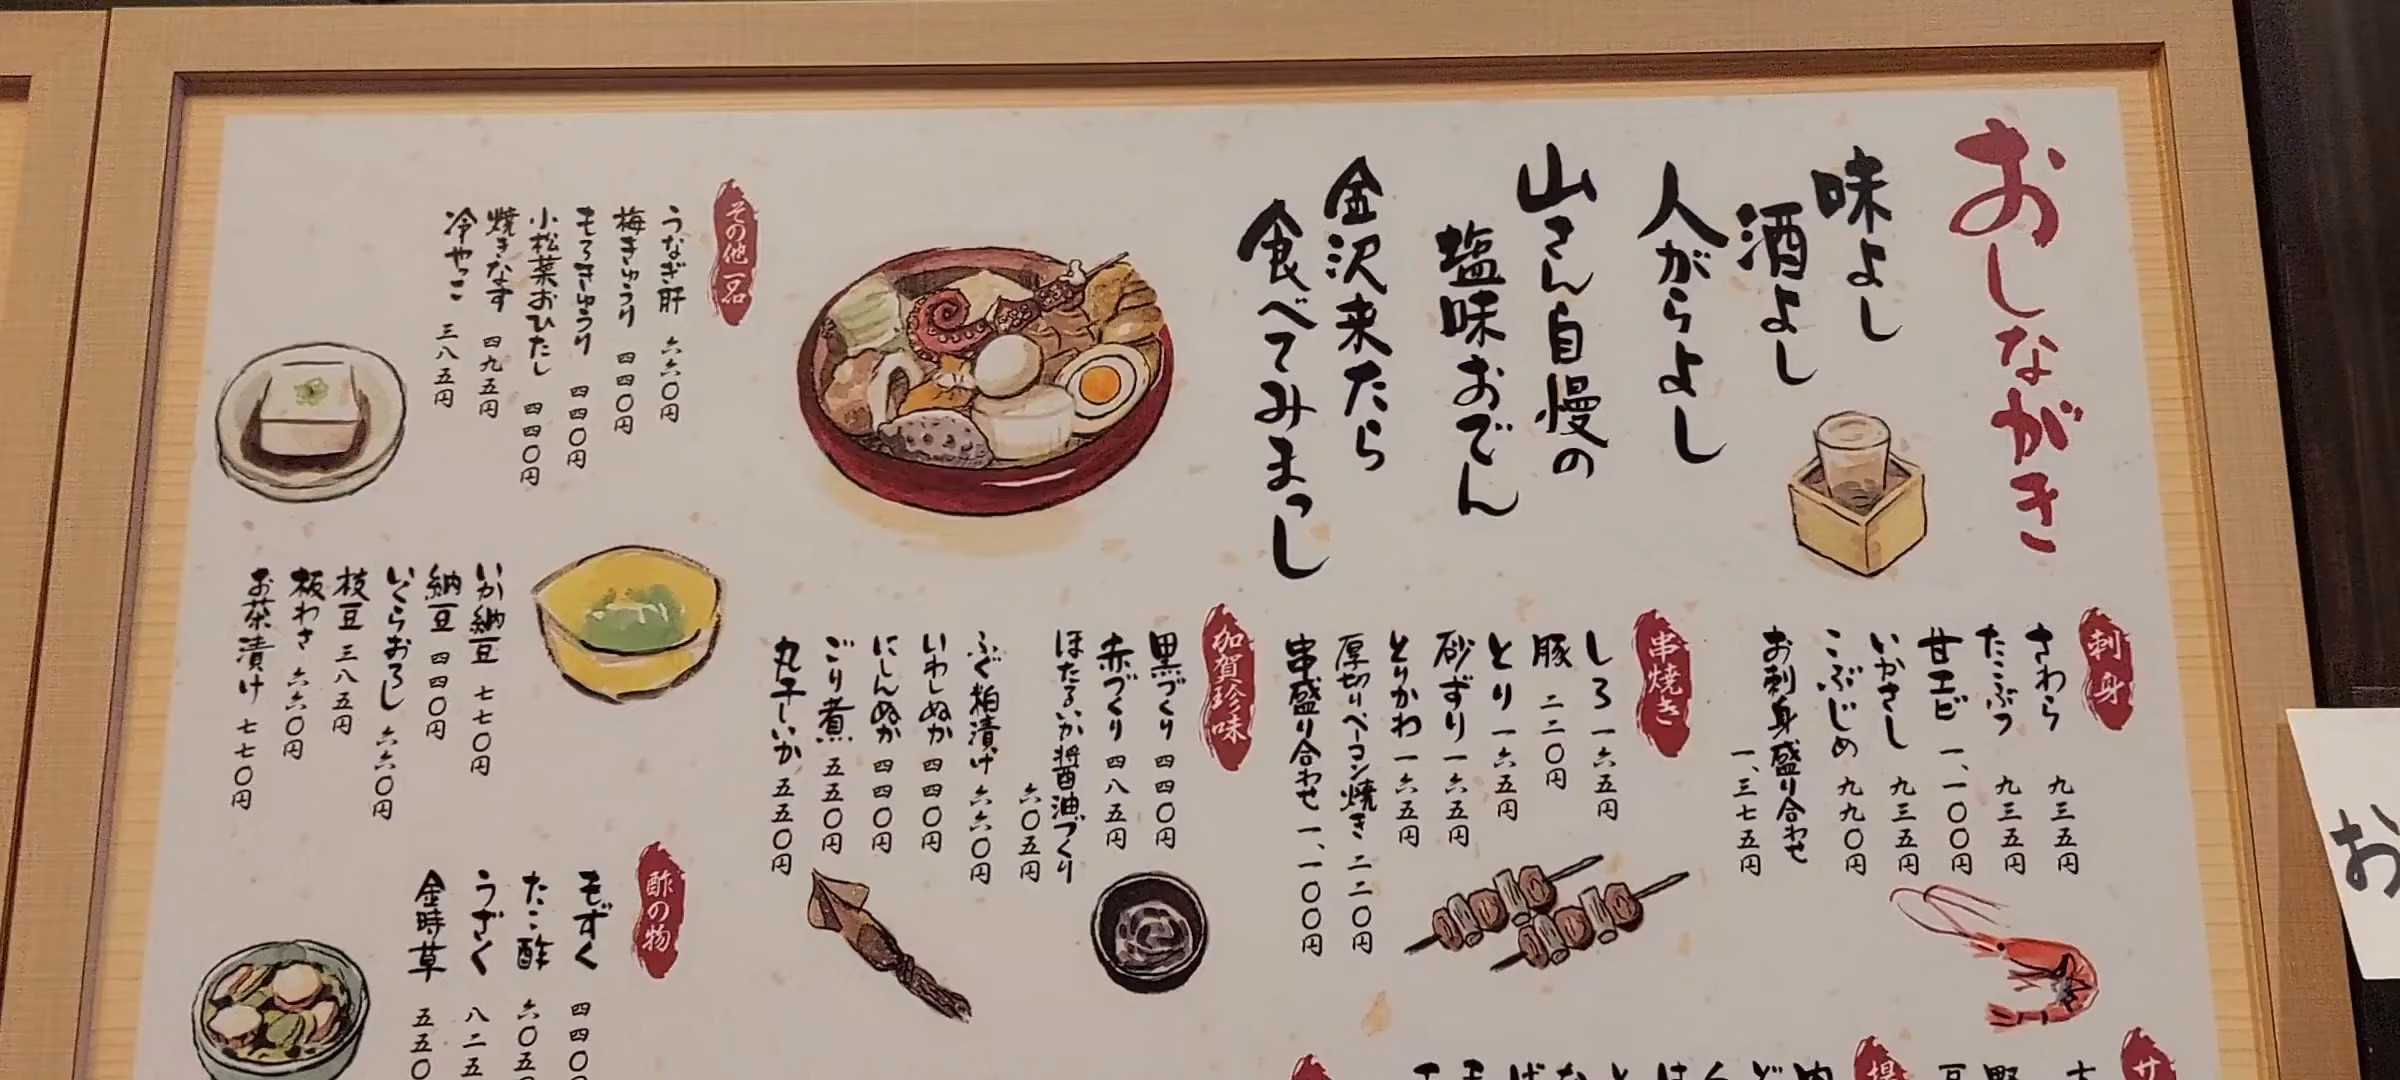 おしながき
味よし
酒よし
人がらよし
山さん自慢の
塩味おでん
金沢来たら
食べてみまっし
その他一品
うなぎ肝 六六〇円
梅きゅうり 四四〇円
もろきゅうり 四四〇円
小松菜おひたし 四四〇円
焼きなす 四九五円
冷やっこ 三八五円
いか納豆 七七〇円
納豆 四四〇円
いくらおろし 六六〇円
枝豆 三八五円
板わさ 六六〇円
お茶漬け 七七〇円
刺身
さわら 九三五円
たこぶつ 九三五円
甘エビ 一、一〇〇円
いかさし 九三五円
こぶじめ 九九〇円
お刺身盛り合わせ
一、三七五円
串焼き
しろ 一六五円
豚 二二〇円
とり 一六五円
砂ずり 一六五円
とりかわ 一六五円
厚切りベーコン焼き 二二〇円
串盛り合わせ 一、一〇〇円
加賀珍味
黒づくり 四四〇円
赤づくり 四八五円
ほたるいか醤油づくり
六〇五円
ふぐ粕漬け 六六〇円
いわしぬか 四四〇円
にしんぬか 四四〇円
ごり煮 五五〇円
丸干しいか 五五〇円
酢の物
もずく 四四〇
たこ酢 六〇五
うざく 八二五
金時草 五五〇
お